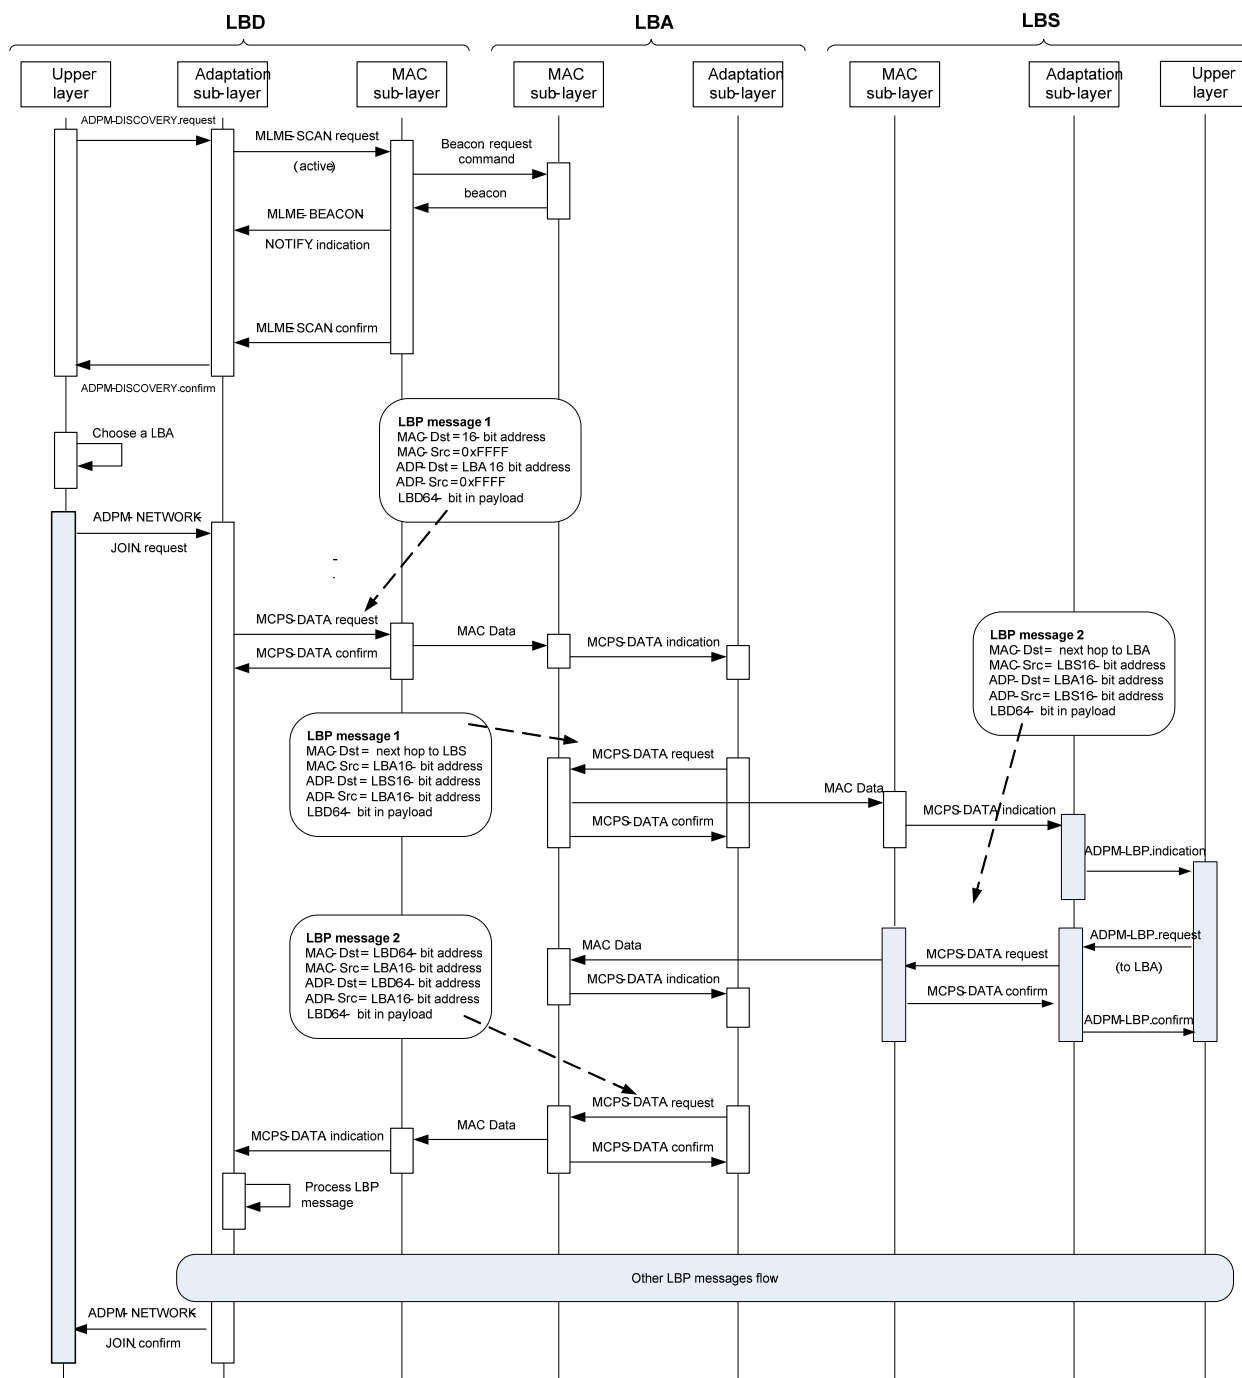 LBD
LBA
LBS
Upper
layer
Adaptation
sub-layer
MAC
sub-layer
MAC
sub-layer
Adaptation
sub-layer
MAC
sub-layer
Adaptation
sub-layer
Upper
layer
ADPM-DISCOVERY.request
MLME-SCAN.request
(active)
Beacon.request
command
beacon
MLME-BEACON-
NOTIFY.indication
MLME-SCAN.confirm
ADPM-DISCOVERY.confirm
Choose a LBA
LBP message 1
MAC-Dst = 16-bit address
MAC-Src = 0xFFFF
ADP-Dst = LBA 16 bit address
ADP-Src = 0xFFFF
LBD64- bit in payload
ADPM-NETWORK-
JOIN.request
MCPS-DATA.request
MAC Data
MCPS-DATA.indication
MCPS-DATA.confirm
LBP message 2
MAC-Dst = next hop to LBA
MAC-Src = LBS16-bit address
ADP-Dst = LBA16-bit address
ADP-Src = LBS16-bit address
LBD64- bit in payload
LBP message 1
MAC-Dst = next hop to LBS
MAC-Src = LBA16-bit address
ADP-Dst = LBS16-bit address
ADP-Src = LBA16-bit address
LBD64- bit in payload
MCPS-DATA.request
MAC Data
MCPS-DATA.indication
MCPS-DATA.confirm
ADPM-LBP.indication
LBP message 2
MAC-Dst = LBD64-bit address
MAC-Src = LBA16-bit address
ADP-Dst = LBD64-bit address
ADP-Src = LBA16-bit address
LBD64- bit in payload
ADPM-LBP.request
(to LBA)
MAC Data
MCPS-DATA.request
MCPS-DATA.indication
MCPS-DATA.confirm
ADPM-LBP.confirm
MCPS-DATA.request
MAC Data
MCPS-DATA.indication
MCPS-DATA.confirm
Process LBP
message
Other LBP messages flow
ADPM-NETWORK-
JOIN.confirm